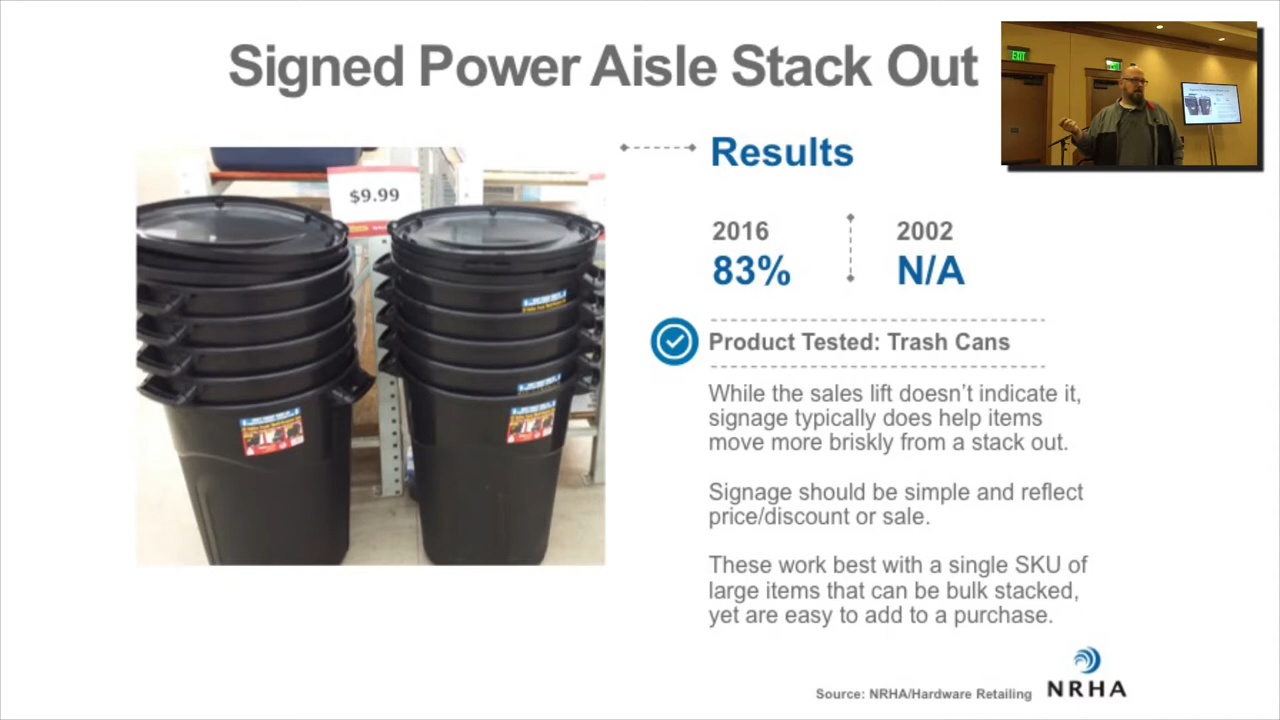 Signed Power Aisle Stack Out
EXIT
$9.99
Results
2016
83%
2002
N/A
Product Tested: Trash Cans
While the sales lift doesn’t indicate it,
signage typically does help items
move more briskly from a stack out.
Signage should be simple and reflect
price/discount or sale.
These work best with a single SKU of
large items that can be bulk stacked,
yet are easy to add to a purchase.
Source: NRHA/Hardware Retailing
NRHA